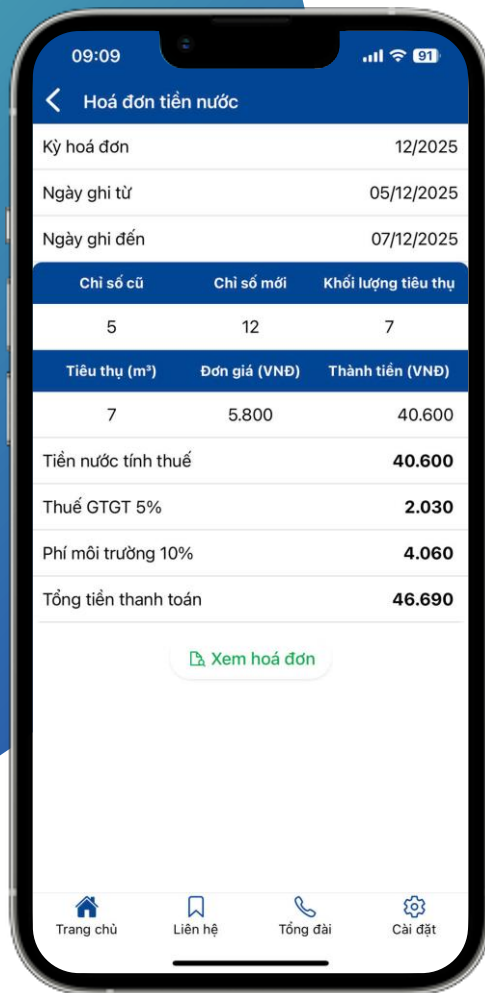 09:09 91
Hoá đơn tiền nước
Kỳ hoá đơn 12/2025
Ngày ghi từ 05/12/2025
Ngày ghi đến 07/12/2025
Chỉ số cũ Chỉ số mới Khối lượng tiêu thụ
5 12 7
Tiêu thụ (m³) Đơn giá (VNĐ) Thành tiền (VNĐ)
7 5.800 40.600
Tiền nước tính thuế 40.600
Thuế GTGT 5% 2.030
Phí môi trường 10% 4.060
Tổng tiền thanh toán 46.690
Xem hoá đơn
Trang chủ Liên hệ Tổng đài Cài đặt